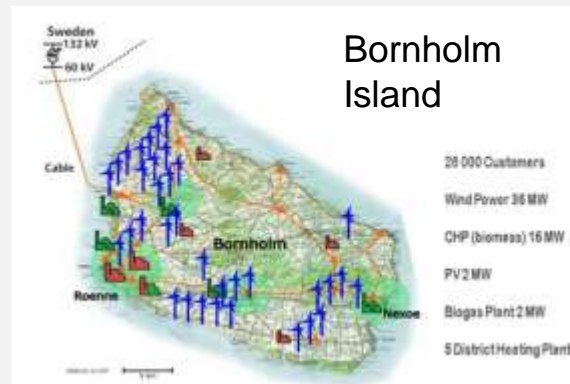 Sweden
132 kV
60 kV
Bornholm
Island
Cable
28 000 Customers
Wind Power 36 MW
CHP (biomass) 16 MW
Bornholm
PV 2 MW
Biogas Plant 2 MW
Roenne
Nexoe
5 District Heating Plant